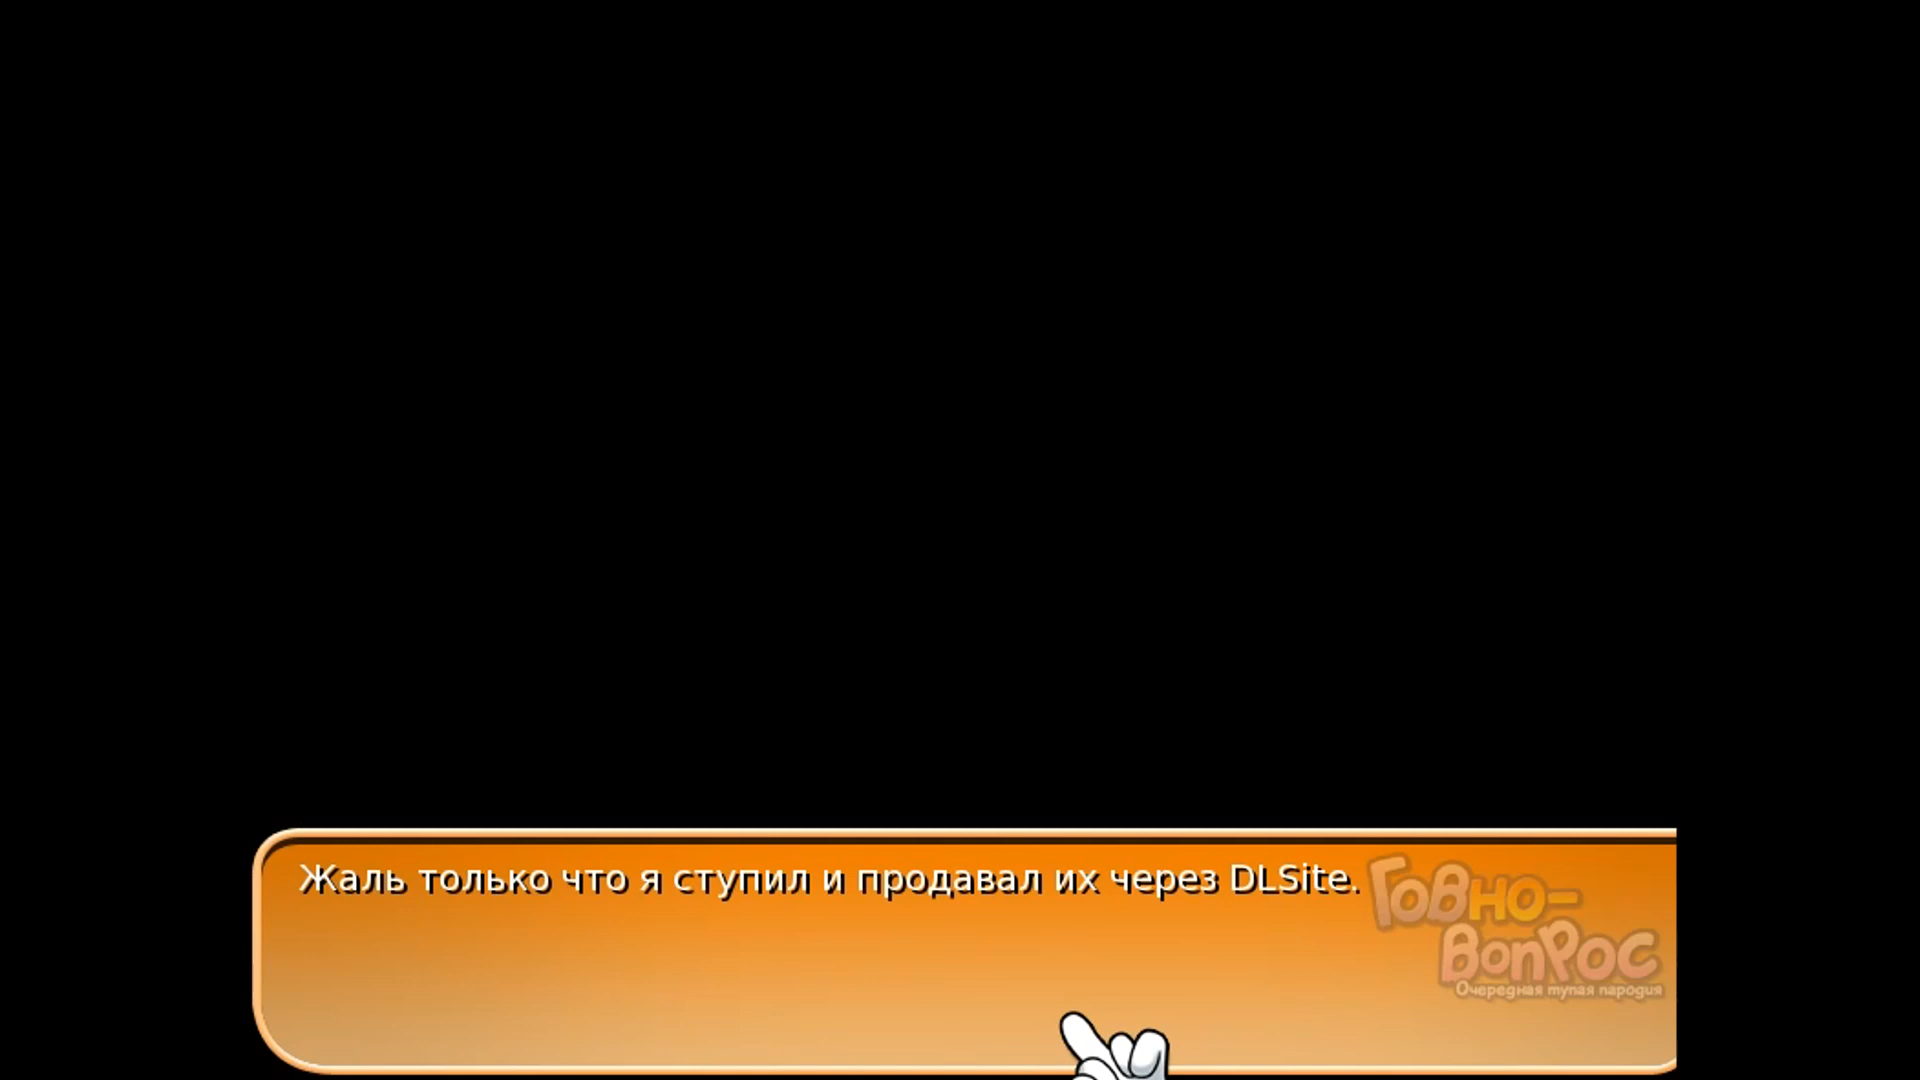 Жаль только что я ступил и продавал их через DLSite.
ГОВНО-
ВОПРОС
Очередная тупая пародия